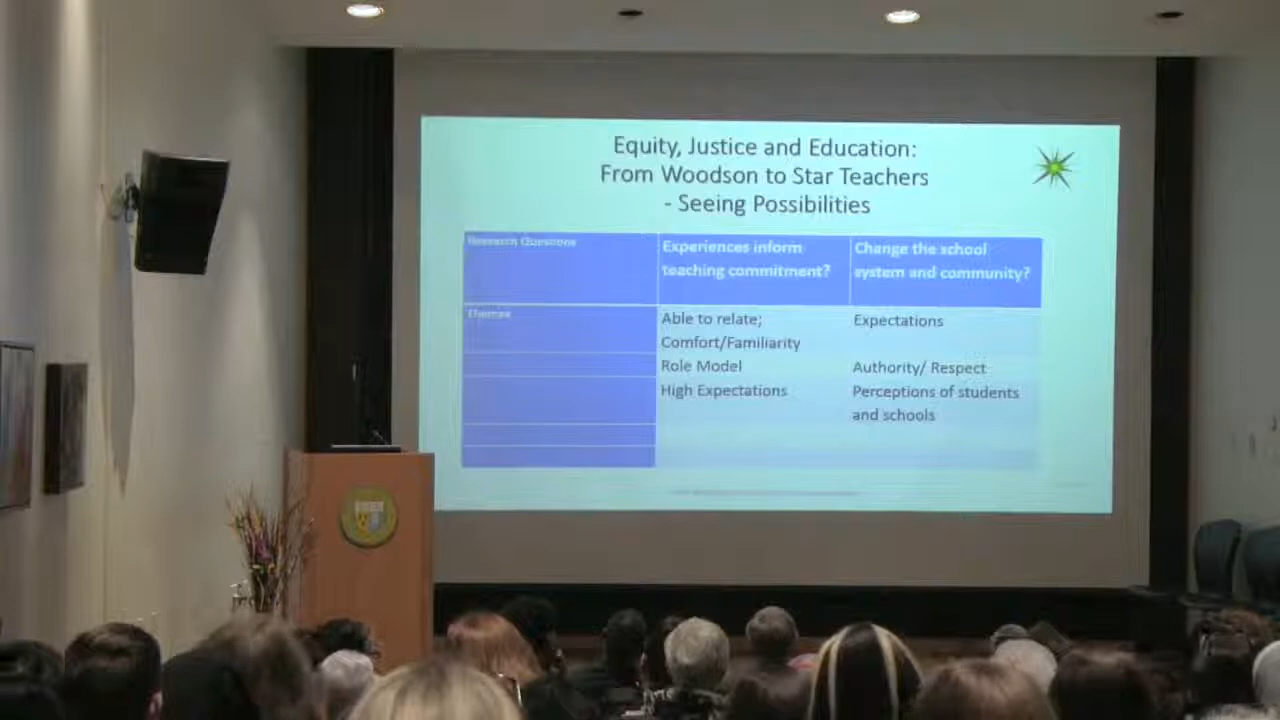 Equity, Justice and Education:
From Woodson to Star Teachers
- Seeing Possibilities
Research Questions
Experiences inform
teaching commitment?
Change the school
system and community?
Themes
Able to relate;
Comfort/Familiarity
Expectations
Role Model
Authority/ Respect
High Expectations
Perceptions of students
and schools